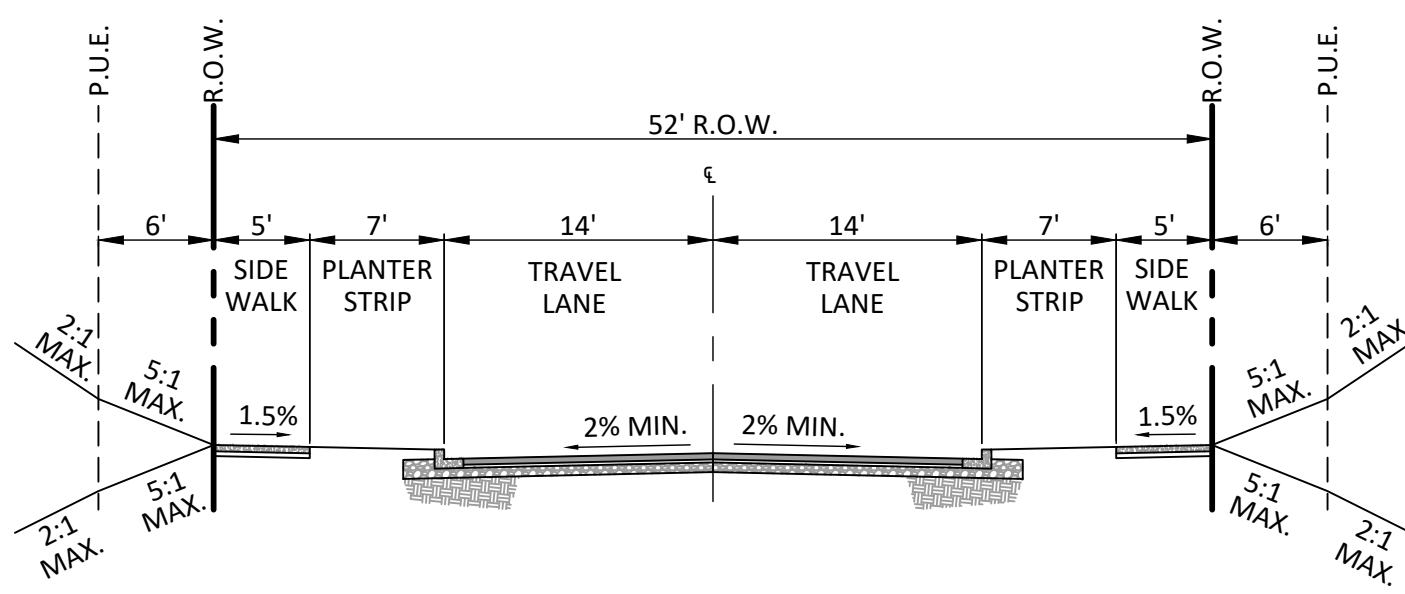 P.U.E.
R.O.W.
R.O.W.
P.U.E.
52' R.O.W.
℄
6'
5'
7'
14'
14'
7'
5'
6'
SIDE
WALK
PLANTER
STRIP
TRAVEL
LANE
TRAVEL
LANE
PLANTER
STRIP
SIDE
WALK
2:1
MAX.
5:1
MAX.
1.5%
2% MIN.
2% MIN.
1.5%
5:1
MAX.
2:1
MAX.
2:1
MAX.
5:1
MAX.
5:1
MAX.
2:1
MAX.